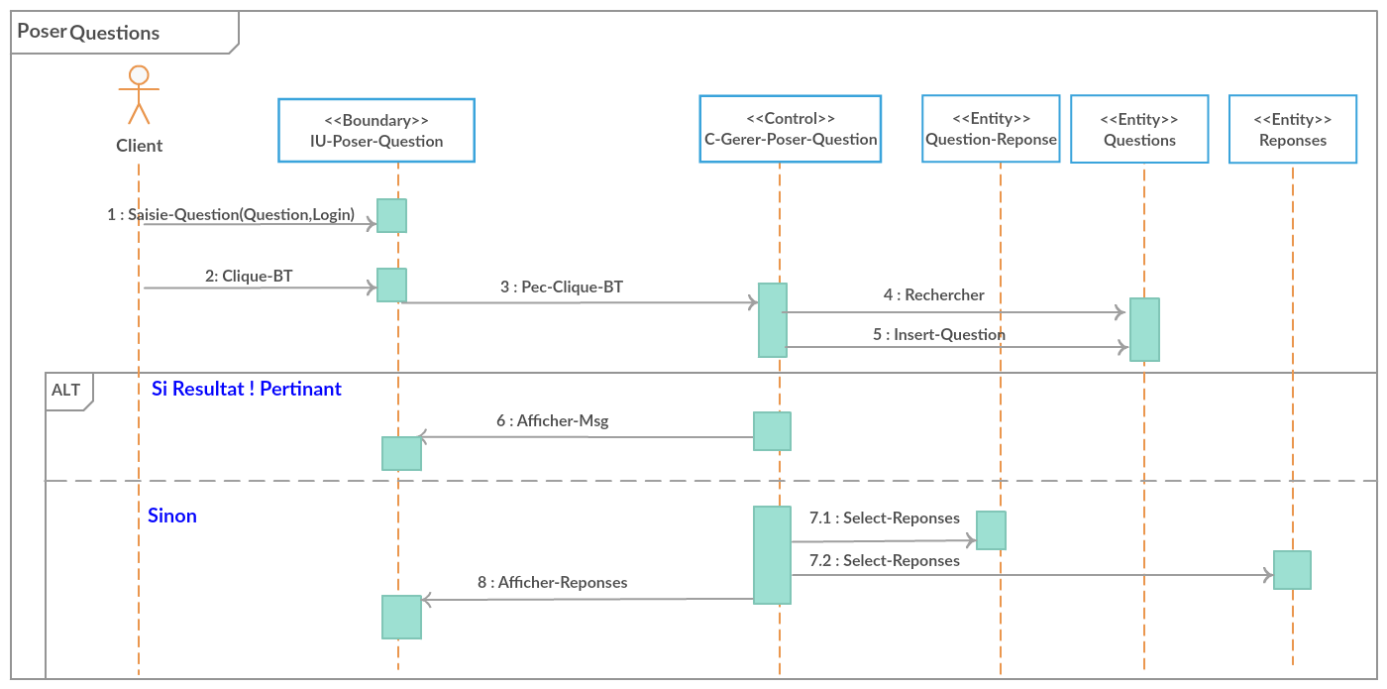 Poser Questions
Client
<<Boundary>>
IU-Poser-Question
<<Control>>
C-Gerer-Poser-Question
<<Entity>>
Question-Reponse
<<Entity>>
Questions
<<Entity>>
Reponses
1 : Saisie-Question(Question,Login)
2: Clique-BT
3 : Pec-Clique-BT
4 : Rechercher
5 : Insert-Question
ALT
Si Resultat ! Pertinant
6 : Afficher-Msg
Sinon
7.1 : Select-Reponses
7.2 : Select-Reponses
8 : Afficher-Reponses